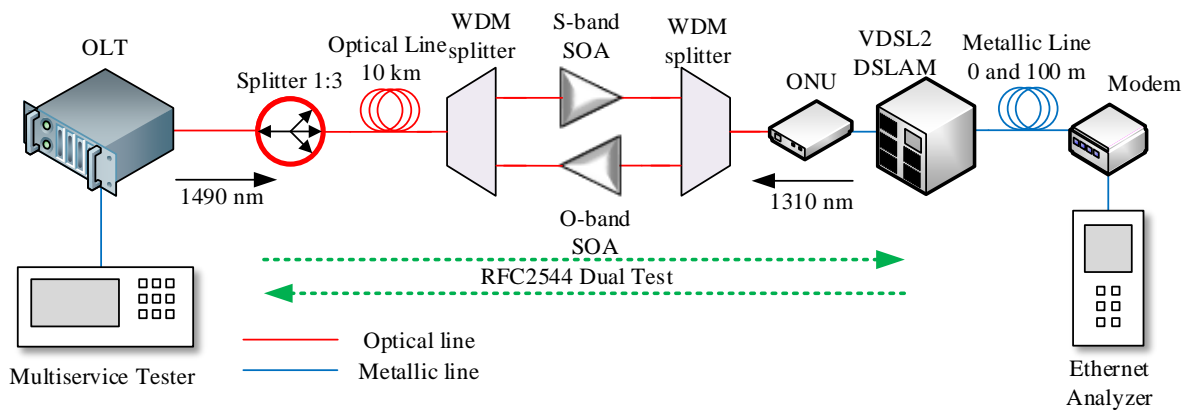 OLT
Splitter 1:3
Optical Line
10 km
WDM
splitter
S-band
SOA
WDM
splitter
ONU
VDSL2
DSLAM
Metallic Line
0 and 100 m
Modem
1490 nm
O-band
SOA
1310 nm
RFC2544 Dual Test
Optical line
Metallic line
Multiservice Tester
Ethernet
Analyzer